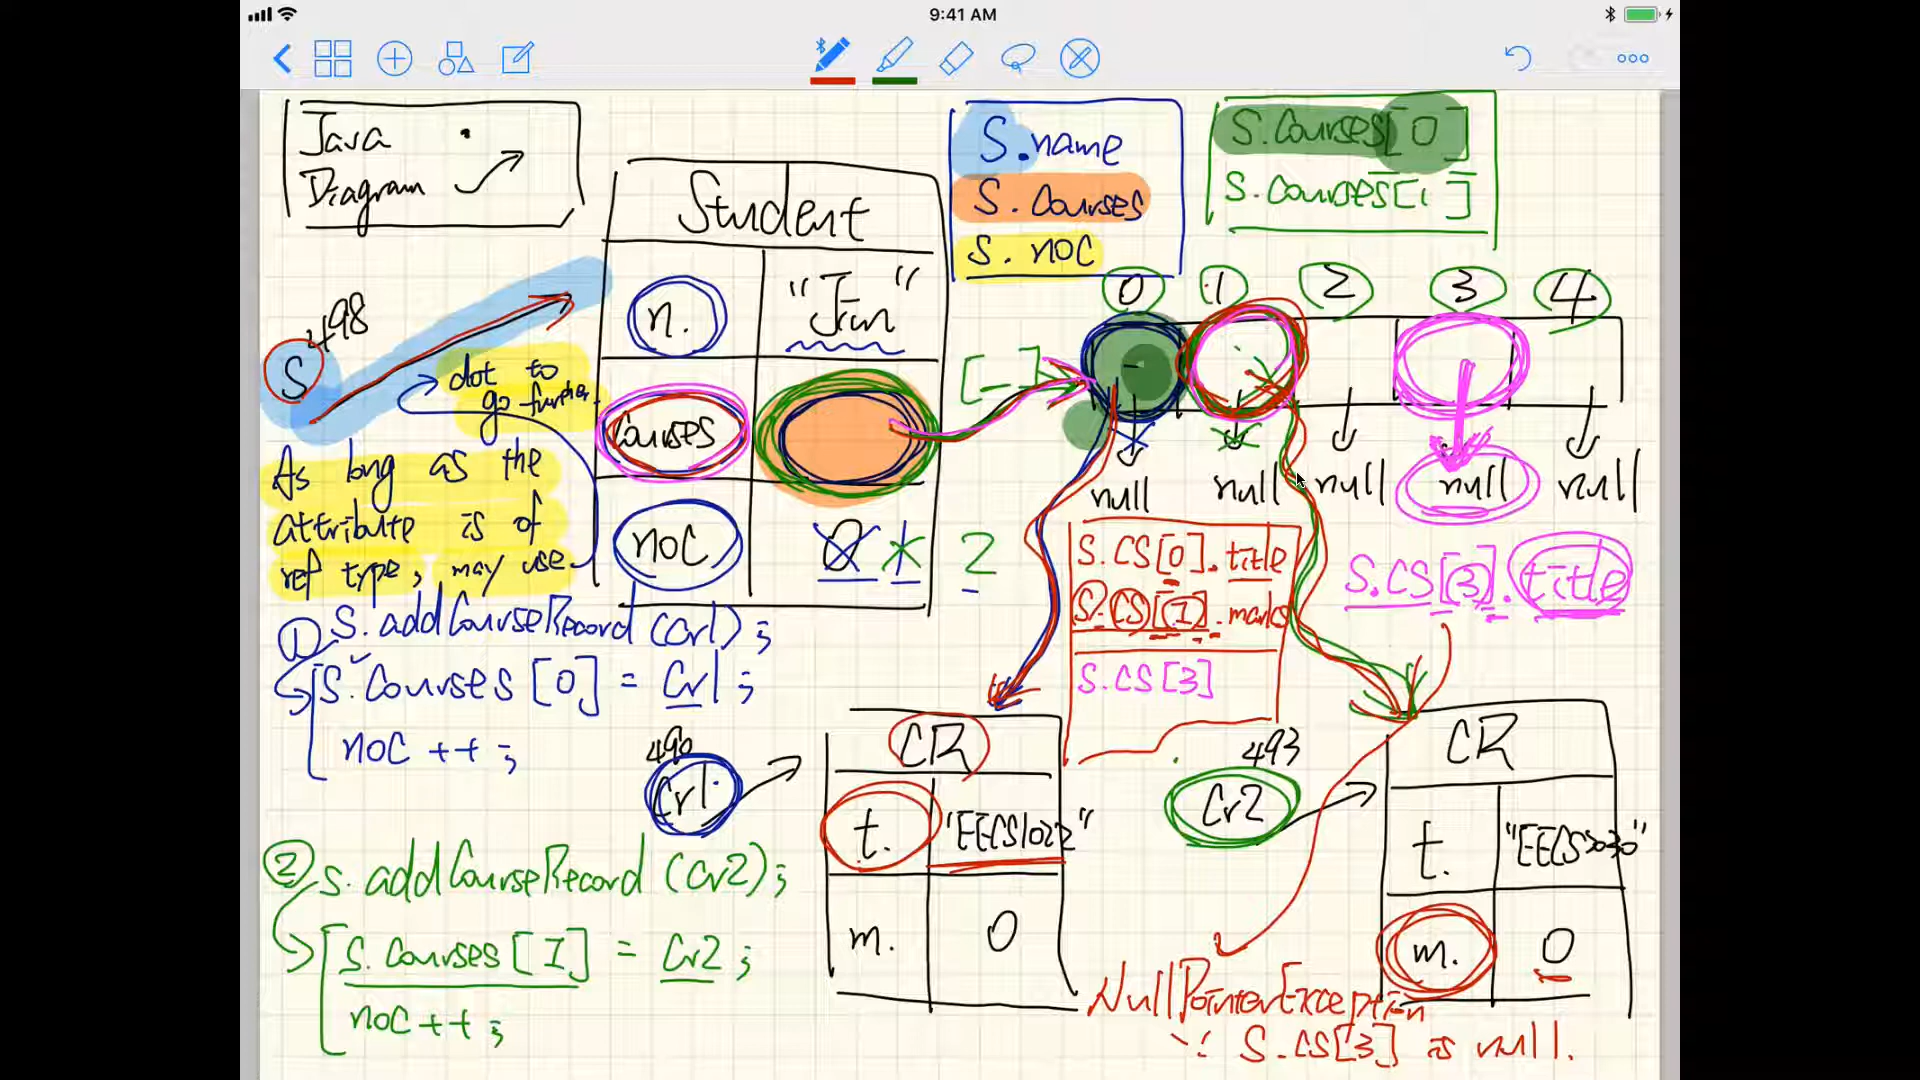 9:41 AM
Java
Diagram
Student
n.
"Jim"
Courses
noC
0
2
S
498
dot to
go further.
As long as the
attribute is of
ref type, may use
① S.addCourseRecord(Cr1);
S.Courses[0] = Cr1;
noC++;
② S.addCourseRecord(Cr2);
S.Courses[1] = Cr2;
noC++;
S.name
S.Courses
S.noC
S.Courses[0]
S.Courses[1]
[ ]
0 1 2 3 4
null null null null null
S.CS[0].title
S.CS[1].marks
S.CS[3]
S.CS[3].title
490
Cr1
CR
t. "EECS1022"
m. 0
493
Cr2
CR
t. "EECS2030"
m. 0
NullPointerException
∵ S.CS[3] is null.